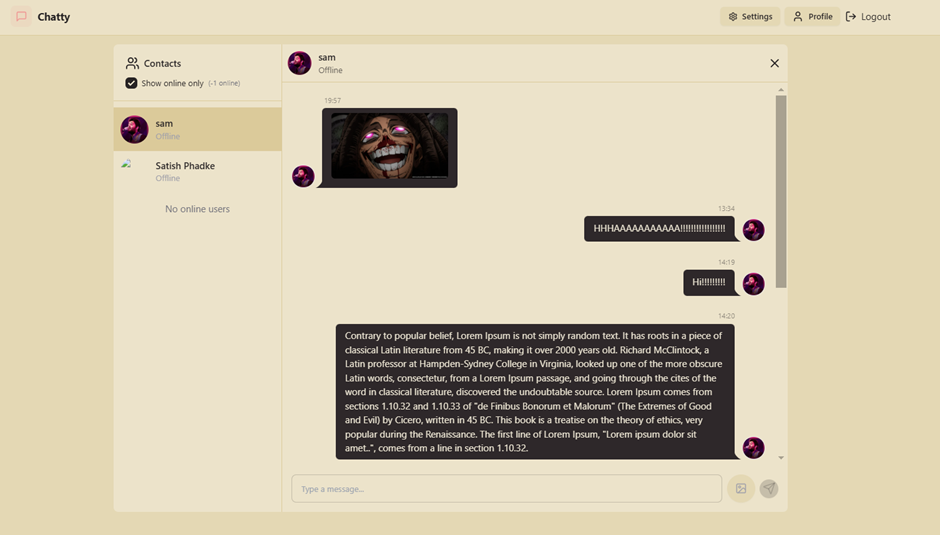 Chatty
Settings
Profile
Logout
Contacts
Show online only (-1 online)
sam
Offline
Satish Phadke
Offline
No online users
sam
Offline
19:57
13:34
HHHAAAAAAAAAAA!!!!!!!!!!!!!!!!!
14:19
Hi!!!!!!!!!
14:20
Contrary to popular belief, Lorem Ipsum is not simply random text. It has roots in a piece of
classical Latin literature from 45 BC, making it over 2000 years old. Richard McClintock, a
Latin professor at Hampden-Sydney College in Virginia, looked up one of the more obscure
Latin words, consectetur, from a Lorem Ipsum passage, and going through the cites of the
word in classical literature, discovered the undoubtable source. Lorem Ipsum comes from
sections 1.10.32 and 1.10.33 of "de Finibus Bonorum et Malorum" (The Extremes of Good
and Evil) by Cicero, written in 45 BC. This book is a treatise on the theory of ethics, very
popular during the Renaissance. The first line of Lorem Ipsum, "Lorem ipsum dolor sit
amet..", comes from a line in section 1.10.32.
Type a message...